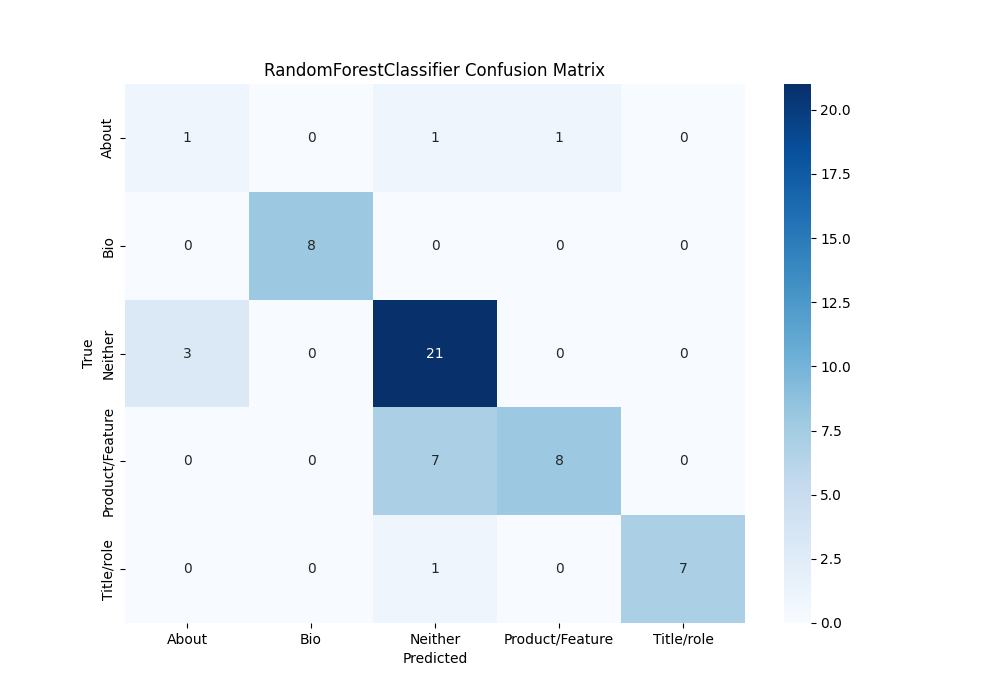 RandomForestClassifier Confusion Matrix
True
About 1 0 1 1 0
Bio 0 8 0 0 0
Neither 3 0 21 0 0
Product/Feature 0 0 7 8 0
Title/role 0 0 1 0 7
About Bio Neither Product/Feature Title/role
Predicted
20.0
17.5
15.0
12.5
10.0
7.5
5.0
2.5
0.0